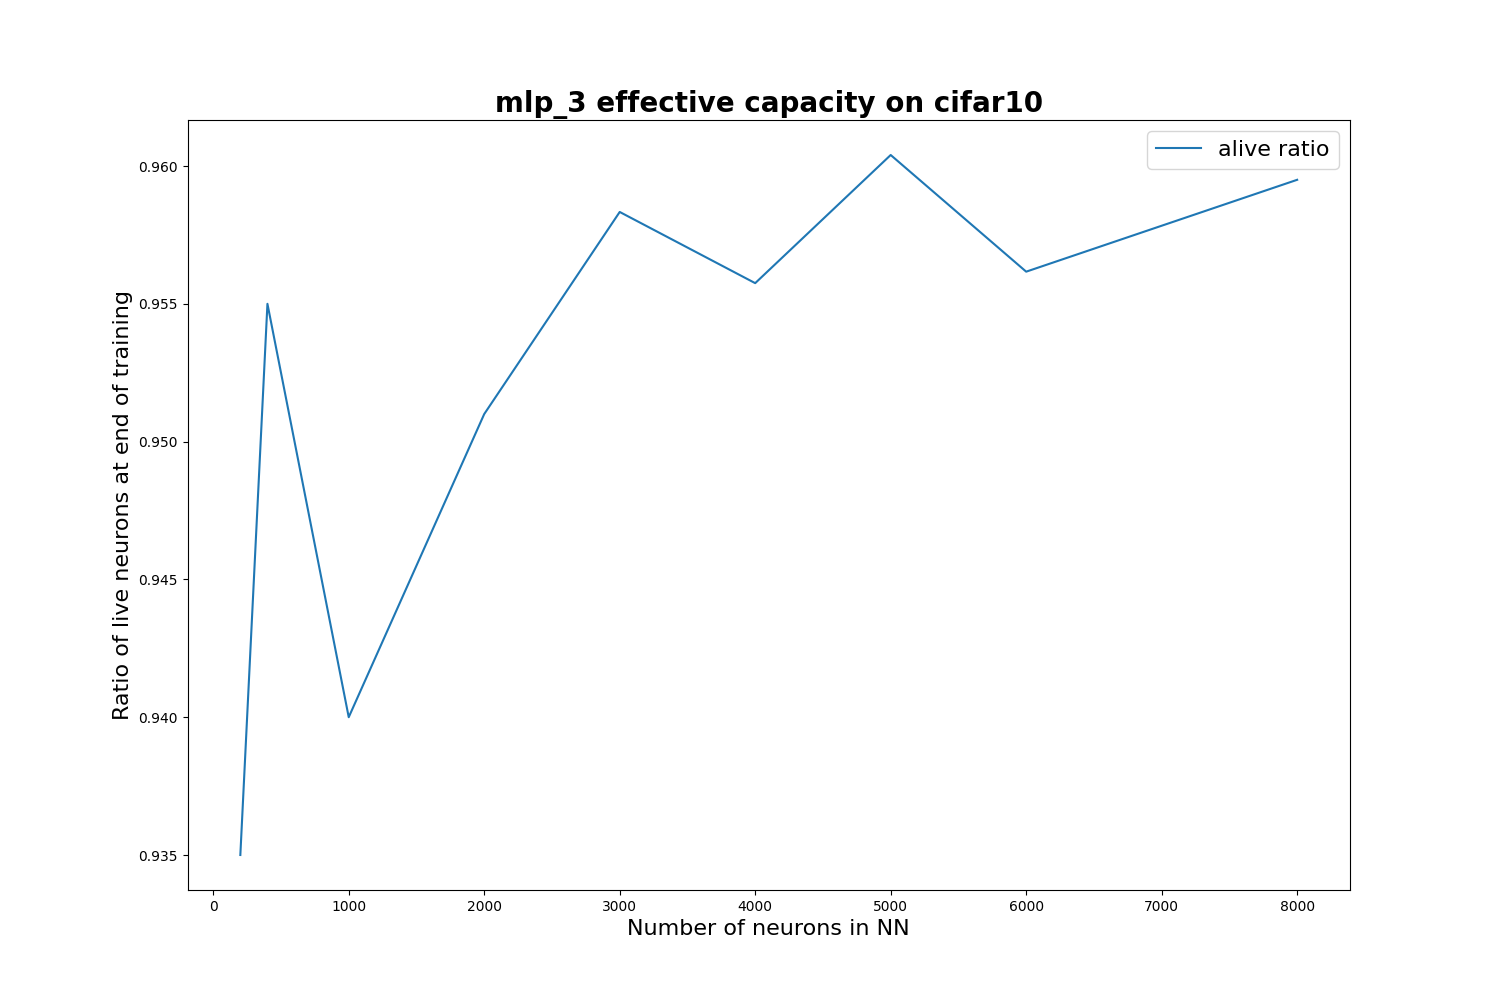 mlp_3 effective capacity on cifar10
alive ratio
Ratio of live neurons at end of training
0.960
0.955
0.950
0.945
0.940
0.935
0 1000 2000 3000 4000 5000 6000 7000 8000
Number of neurons in NN